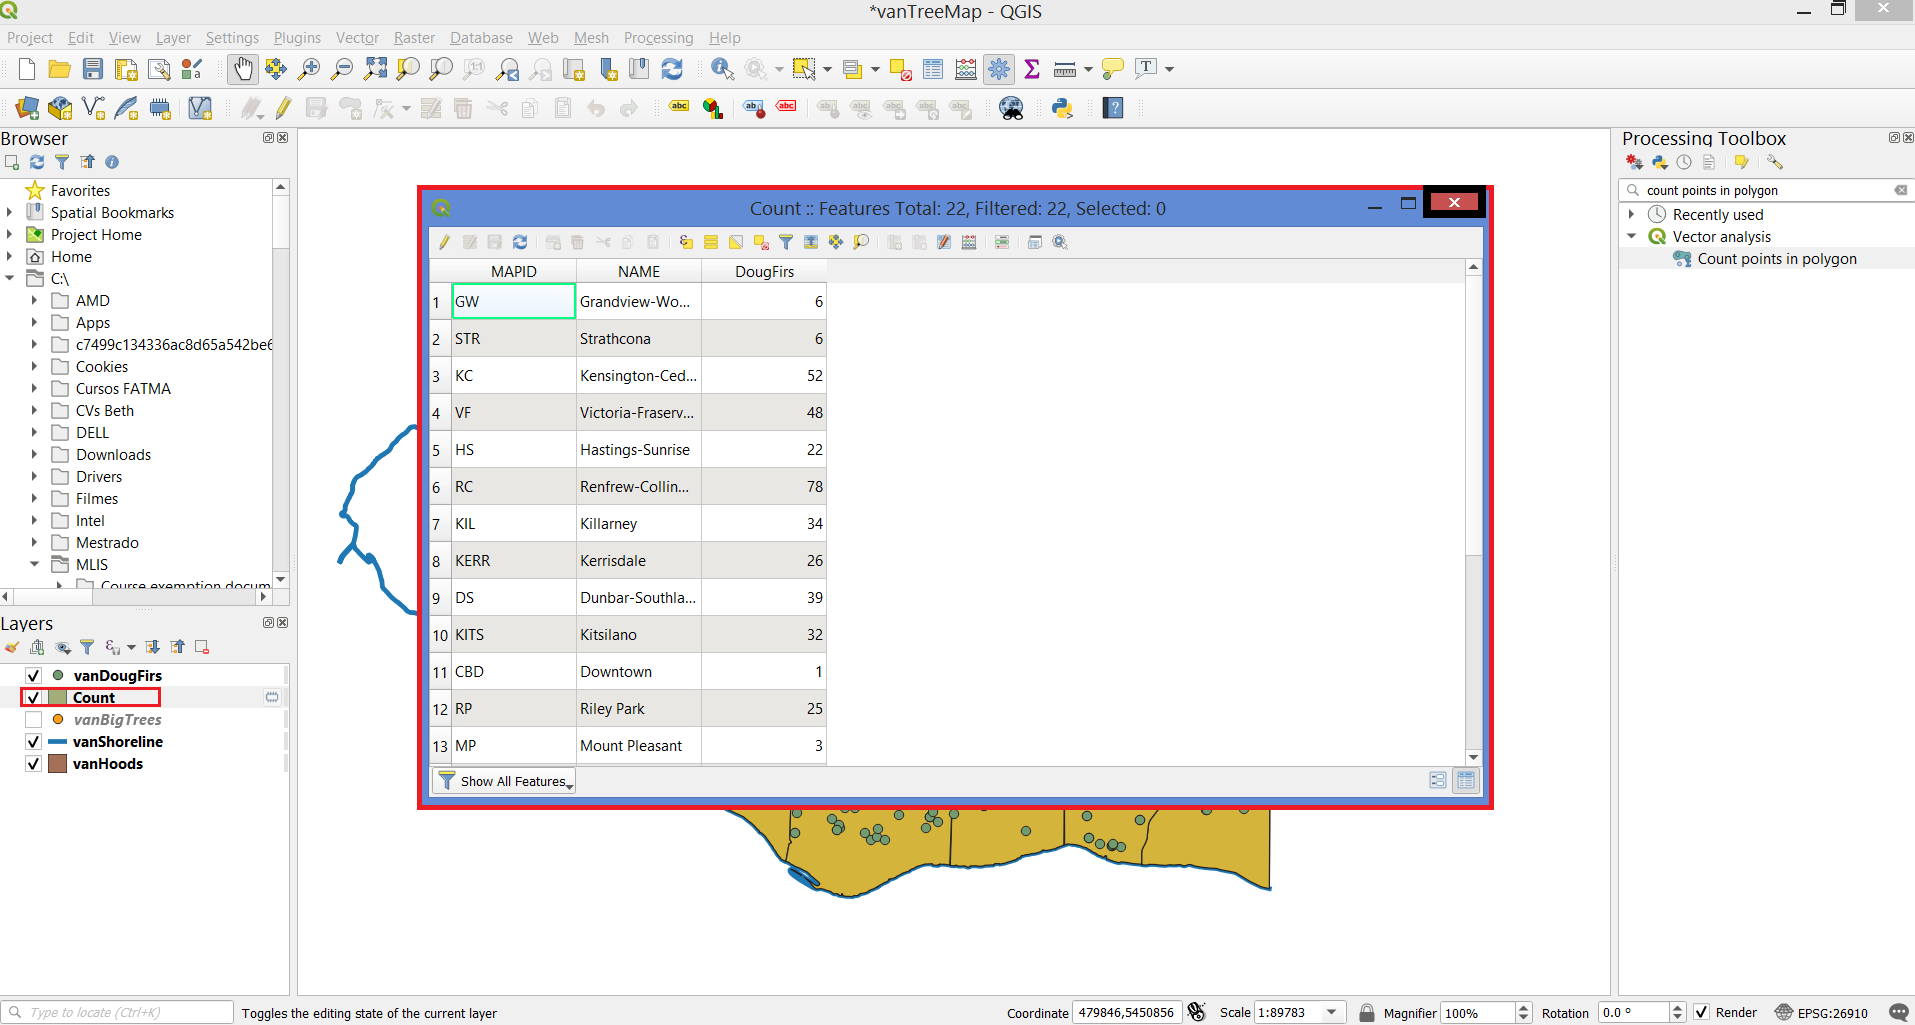 *vanTreeMap - QGIS
Project Edit View Layer Settings Plugins Vector Raster Database Web Mesh Processing Help
Browser
Favorites
Spatial Bookmarks
Project Home
Home
C:\
AMD
Apps
c7499c134336ac8d65a542be6
Cookies
Cursos FATMA
CVs Beth
DELL
Downloads
Drivers
Filmes
Intel
Mestrado
MLIS
Course exemption docum
Layers
vanDougFirs
Count
vanBigTrees
vanShoreline
vanHoods
Count :: Features Total: 22, Filtered: 22, Selected: 0
MAPID NAME DougFirs
1 GW Grandview-Wo... 6
2 STR Strathcona 6
3 KC Kensington-Ced... 52
4 VF Victoria-Fraserv... 48
5 HS Hastings-Sunrise 22
6 RC Renfrew-Collin... 78
7 KIL Killarney 34
8 KERR Kerrisdale 26
9 DS Dunbar-Southla... 39
10 KITS Kitsilano 32
11 CBD Downtown 1
12 RP Riley Park 25
13 MP Mount Pleasant 3
Show All Features
Processing Toolbox
count points in polygon
Recently used
Vector analysis
Count points in polygon
Type to locate (Ctrl+K) Toggles the editing state of the current layer Coordinate 479846,5450856 Scale 1:89783 Magnifier 100% Rotation 0.0 ° Render EPSG:26910